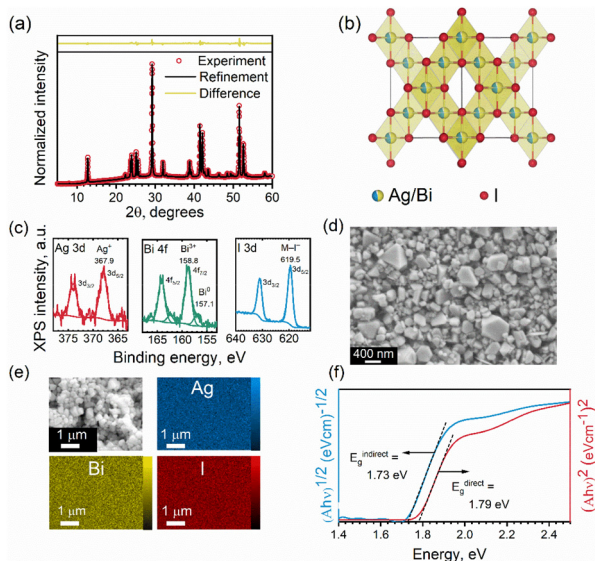 (a)
Normalized intensity
Experiment
Refinement
Difference
10 20 30 40 50 60
2θ, degrees
(b)
Ag/Bi
I
(c)
XPS intensity, a.u.
Ag 3d
Ag⁺
367.9
3d5/2
3d3/2
375 370 365
Bi 4f
Bi³⁺
158.8
4f7/2
4f5/2
Bi⁰
157.1
165 160 155
I 3d
M–I⁻
619.5
3d5/2
3d3/2
640 630 620
Binding energy, eV
(d)
400 nm
(e)
1 μm
Ag
1 μm
Bi
1 μm
I
1 μm
(f)
(Ahν)1/2 (eVcm)-1/2
Eg indirect =
1.73 eV
Eg direct =
1.79 eV
(Ahν)2 (eVcm-1)2
1.4 1.6 1.8 2.0 2.2 2.4
Energy, eV